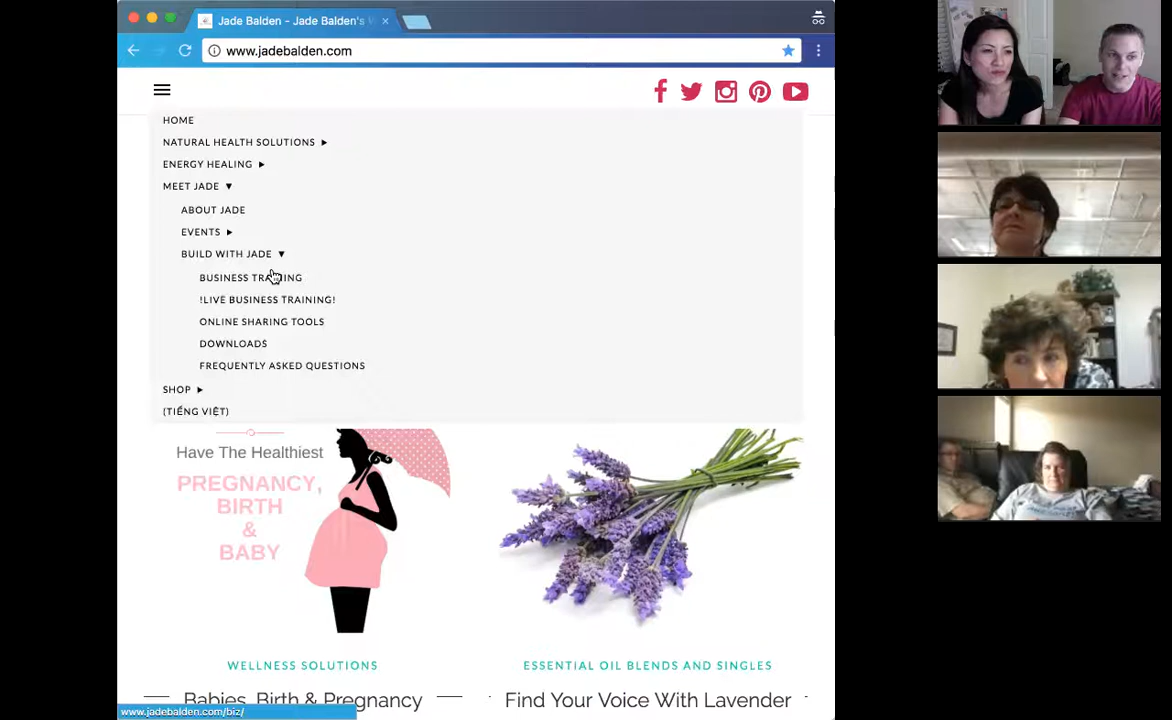 Jade Balden - Jade Balden's
www.jadebalden.com
HOME
NATURAL HEALTH SOLUTIONS ►
ENERGY HEALING ►
MEET JADE ▼
ABOUT JADE
EVENTS ►
BUILD WITH JADE ▼
BUSINESS TRAINING
!LIVE BUSINESS TRAINING!
ONLINE SHARING TOOLS
DOWNLOADS
FREQUENTLY ASKED QUESTIONS
SHOP ►
(TIẾNG VIỆT)
Have The Healthiest
PREGNANCY,
BIRTH
&
BABY
WELLNESS SOLUTIONS
Babies, Birth & Pregnancy
ESSENTIAL OIL BLENDS AND SINGLES
Find Your Voice With Lavender
www.jadebalden.com/biz/